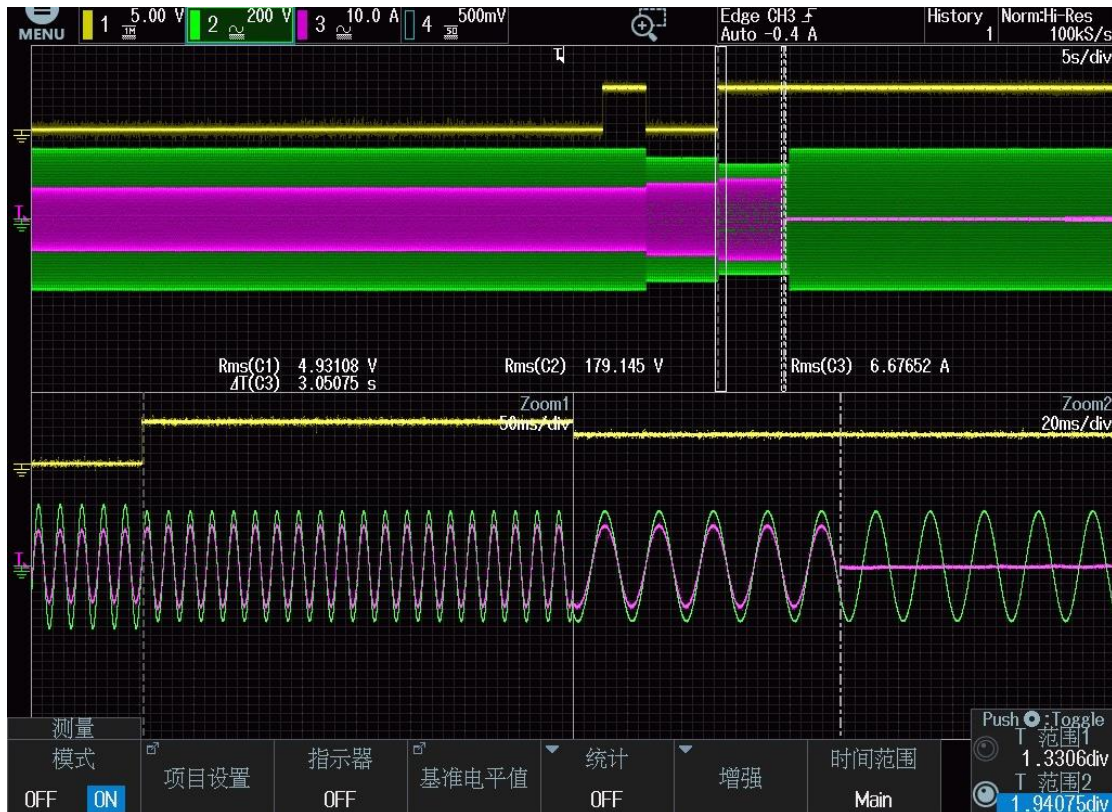 MENU
1 1M 5.00 V
2 200 V
3 10.0 A
4 50 500mV
Edge CH3
Auto -0.4 A
History
1
Norm:Hi-Res
100kS/s
T
5s/div
T
Rms(C1) 4.93108 V
Rms(C2) 179.145 V
Rms(C3) 6.67652 A
ΔT(C3) 3.05075 s
Zoom1
50ms/div
Zoom2
20ms/div
T
测量
模式
OFF ON
项目设置
指示器
OFF
基准电平值
统计
OFF
增强
时间范围
Main
Push :Toggle
T 范围1
1.3306div
T 范围2
1.94075div